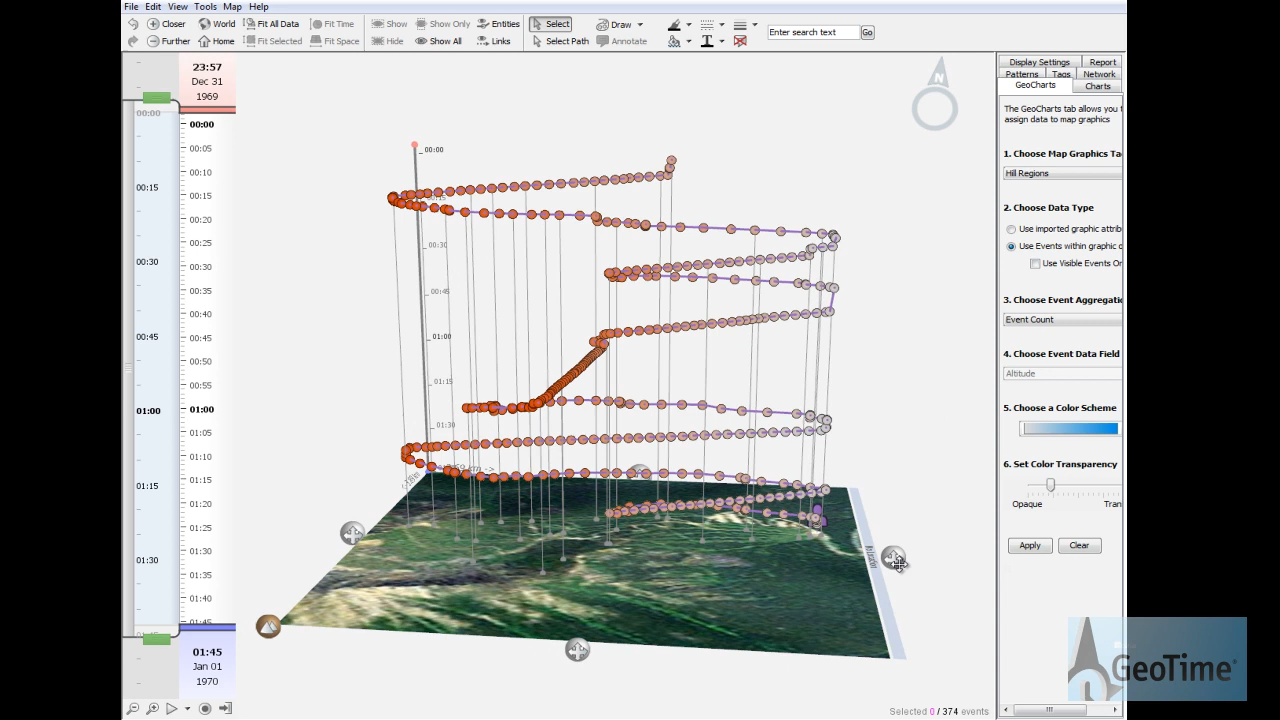 File Edit View Tools Map Help
Closer World Fit All Data Fit Time Show Show Only Entities Select Draw
Further Home Fit Selected Fit Space Hide Show All Links Select Path Annotate
Enter search text Go
23:57
Dec 31
1969
00:00
00:15
00:30
00:45
01:00
01:15
01:30
00:00
00:05
00:10
00:15
00:20
00:25
00:30
00:35
00:40
00:45
00:50
00:55
01:00
01:05
01:10
01:15
01:20
01:25
01:30
01:35
01:40
01:45
01:45
Jan 01
1970
N
00:00
00:15
00:30
00:45
01:00
01:15
01:30
Display Settings Report
Patterns Tags Network
GeoCharts Charts
The GeoCharts tab allows you
assign data to map graphics
1. Choose Map Graphics Ta
Hill Regions
2. Choose Data Type
Use imported graphic attrib
Use Events within graphic
Use Visible Events On
3. Choose Event Aggregati
Event Count
4. Choose Event Data Field
Altitude
5. Choose a Color Scheme
6. Set Color Transparency
Opaque Tran
Apply Clear
GeoTime®
Selected 0 / 374 events